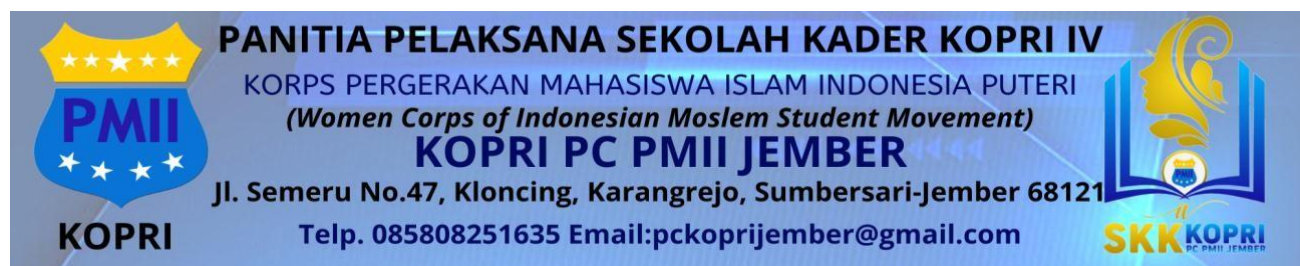 PMII
KOPRI
PANITIA PELAKSANA SEKOLAH KADER KOPRI IV
KORPS PERGERAKAN MAHASISWA ISLAM INDONESIA PUTERI
(Women Corps of Indonesian Moslem Student Movement)
KOPRI PC PMII JEMBER
Jl. Semeru No.47, Kloncing, Karangrejo, Sumbersari-Jember 68121
Telp. 085808251635 Email:pckoprijember@gmail.com
PMII
SKK KOPRI
PC PMII JEMBER